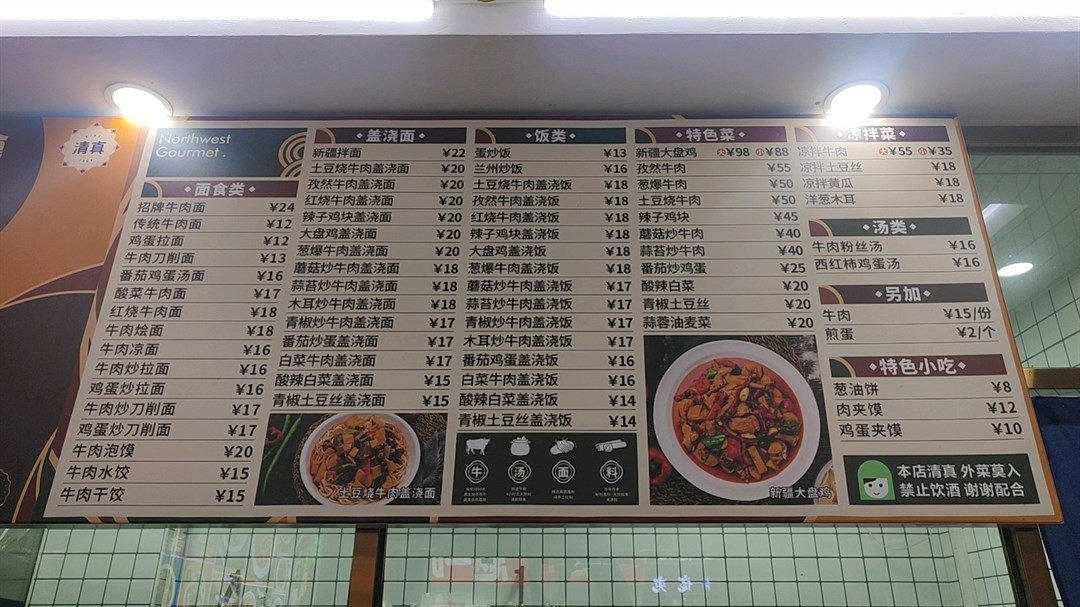 清真
Northwest
Gourmet.
面食类
招牌牛肉面 ¥24
传统牛肉面 ¥12
鸡蛋拉面 ¥12
牛肉刀削面 ¥13
番茄鸡蛋汤面 ¥16
酸菜牛肉面 ¥17
红烧牛肉面 ¥18
牛肉烩面 ¥18
牛肉凉面 ¥16
牛肉炒拉面 ¥16
鸡蛋炒拉面 ¥16
牛肉炒刀削面 ¥17
鸡蛋炒刀削面 ¥17
牛肉泡馍 ¥20
牛肉水饺 ¥15
牛肉干饺 ¥15
盖浇面
新疆拌面 ¥22
土豆烧牛肉盖浇面 ¥20
孜然牛肉盖浇面 ¥20
红烧牛肉盖浇面 ¥20
辣子鸡块盖浇面 ¥20
大盘鸡盖浇面 ¥20
葱爆牛肉盖浇面 ¥20
蘑菇炒牛肉盖浇面 ¥18
蒜苔炒牛肉盖浇面 ¥18
木耳炒牛肉盖浇面 ¥18
青椒炒牛肉盖浇面 ¥17
番茄炒蛋盖浇面 ¥17
白菜牛肉盖浇面 ¥17
酸辣白菜盖浇面 ¥15
青椒土豆丝盖浇面 ¥15
土豆烧牛肉盖浇面
饭类
蛋炒饭 ¥13
兰州炒饭 ¥16
土豆烧牛肉盖浇饭 ¥18
孜然牛肉盖浇饭 ¥18
红烧牛肉盖浇饭 ¥18
辣子鸡块盖浇饭 ¥18
大盘鸡盖浇饭 ¥18
葱爆牛肉盖浇饭 ¥18
蘑菇炒牛肉盖浇饭 ¥17
蒜苔炒牛肉盖浇饭 ¥17
青椒炒牛肉盖浇饭 ¥17
木耳炒牛肉盖浇饭 ¥17
番茄鸡蛋盖浇饭 ¥16
白菜牛肉盖浇饭 ¥16
酸辣白菜盖浇饭 ¥14
青椒土豆丝盖浇饭 ¥14
牛 汤 面 料
特色菜
新疆大盘鸡 大¥98 小¥88
孜然牛肉 ¥55
葱爆牛肉 ¥50
土豆烧牛肉 ¥50
辣子鸡块 ¥45
蘑菇炒牛肉 ¥40
蒜苔炒牛肉 ¥40
番茄炒鸡蛋 ¥25
酸辣白菜 ¥20
青椒土豆丝 ¥20
蒜蓉油麦菜 ¥20
新疆大盘鸡
凉拌菜
凉拌牛肉 大¥55 小¥35
凉拌土豆丝 ¥18
凉拌黄瓜 ¥18
洋葱木耳 ¥18
汤类
牛肉粉丝汤 ¥16
西红柿鸡蛋汤 ¥16
另加
牛肉 ¥15/份
煎蛋 ¥2/个
特色小吃
葱油饼 ¥8
肉夹馍 ¥12
鸡蛋夹馍 ¥10
本店清真 外菜莫入
禁止饮酒 谢谢配合